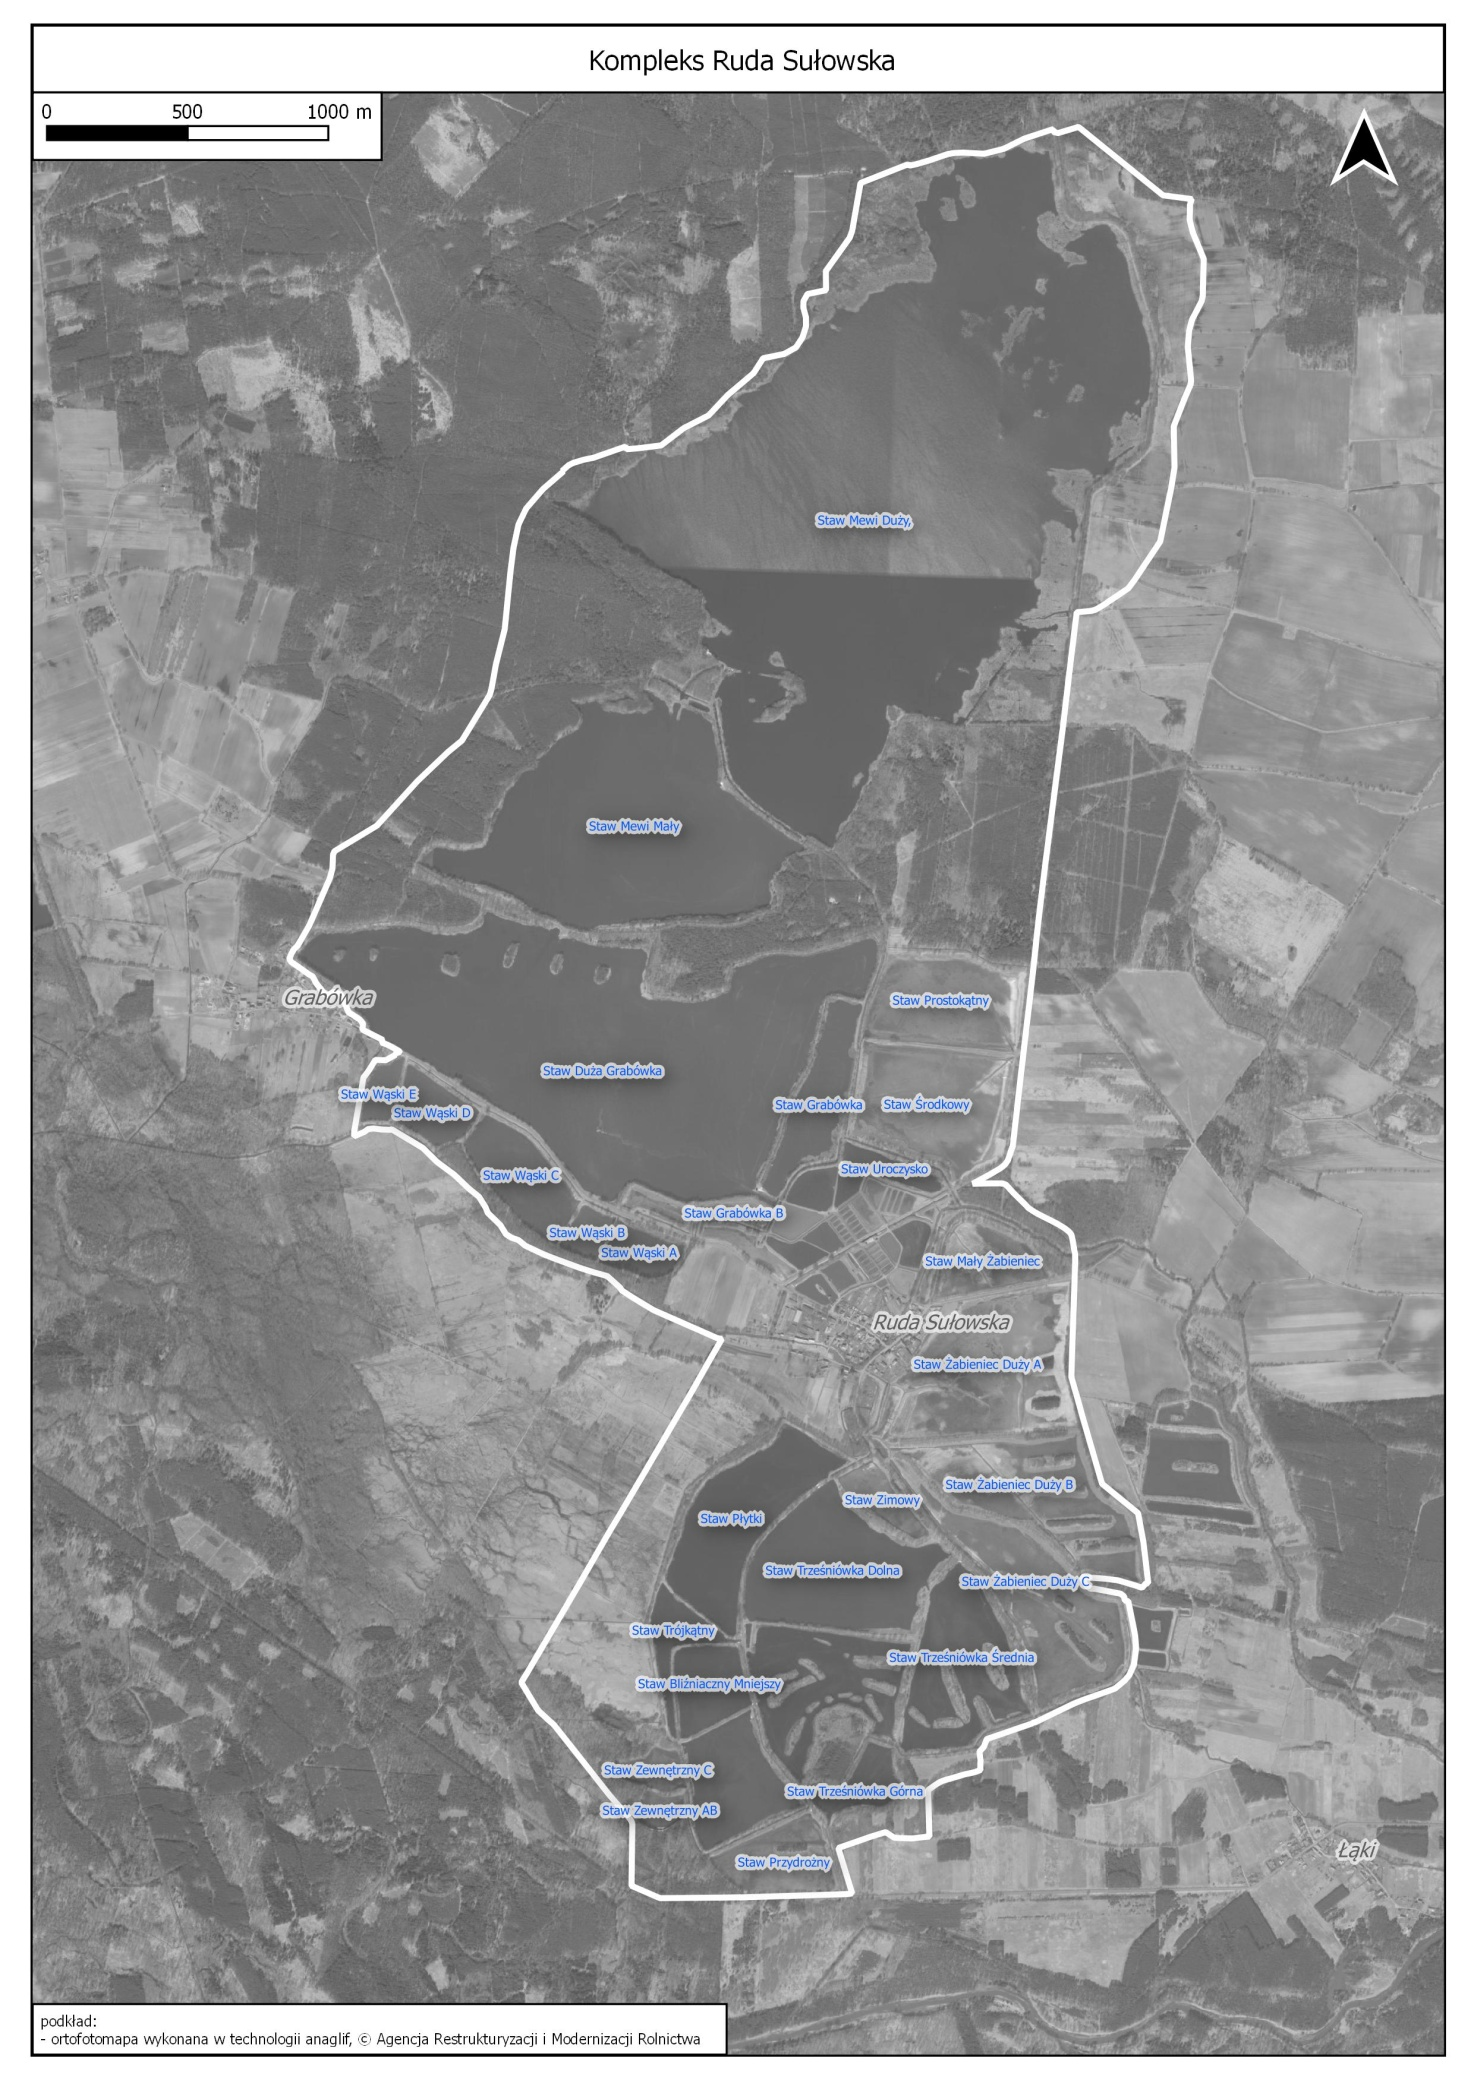 Kompleks Ruda Sułowska
0 500 1000 m
Staw Mewi Duży,
Staw Mewi Mały
Grabówka
Staw Prostokątny
Staw Duża Grabówka
Staw Wąski E
Staw Wąski D
Staw Grabówka
Staw Środkowy
Staw Wąski C
Staw Uroczysko
Staw Grabówka B
Staw Wąski B
Staw Wąski A
Staw Mały Żabieniec
Ruda Sułowska
Staw Żabieniec Duży A
Staw Żabieniec Duży B
Staw Zimowy
Staw Płytki
Staw Trześniówka Dolna
Staw Żabieniec Duży C
Staw Trójkątny
Staw Trześniówka Średnia
Staw Bliźniaczny Mniejszy
Staw Zewnętrzny C
Staw Trześniówka Górna
Staw Zewnętrzny AB
Łąki
Staw Przydrożny
podkład:
- ortofotomapa wykonana w technologii anaglif, © Agencja Restrukturyzacji i Modernizacji Rolnictwa